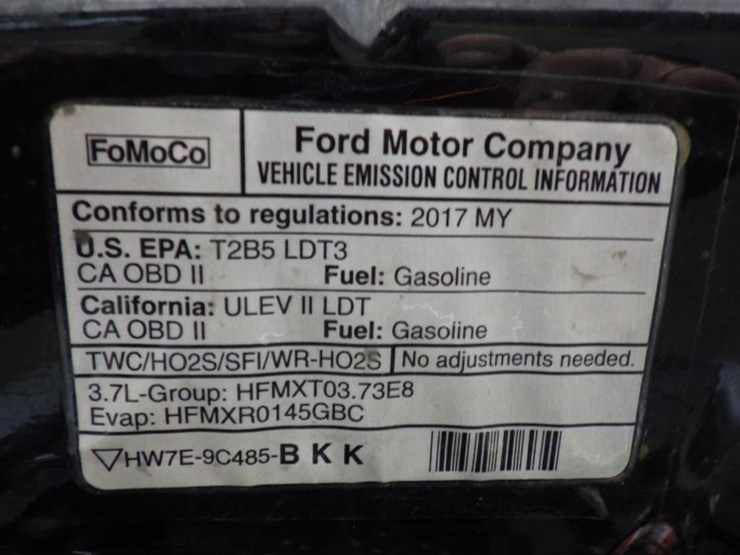 FoMoCo
Ford Motor Company
VEHICLE EMISSION CONTROL INFORMATION
Conforms to regulations: 2017 MY
U.S. EPA: T2B5 LDT3
CA OBD II Fuel: Gasoline
California: ULEV II LDT
CA OBD II Fuel: Gasoline
TWC/HO2S/SFI/WR-HO2S No adjustments needed.
3.7L-Group: HFMXT03.73E8
Evap: HFMXR0145GBC
HW7E-9C485-B K K